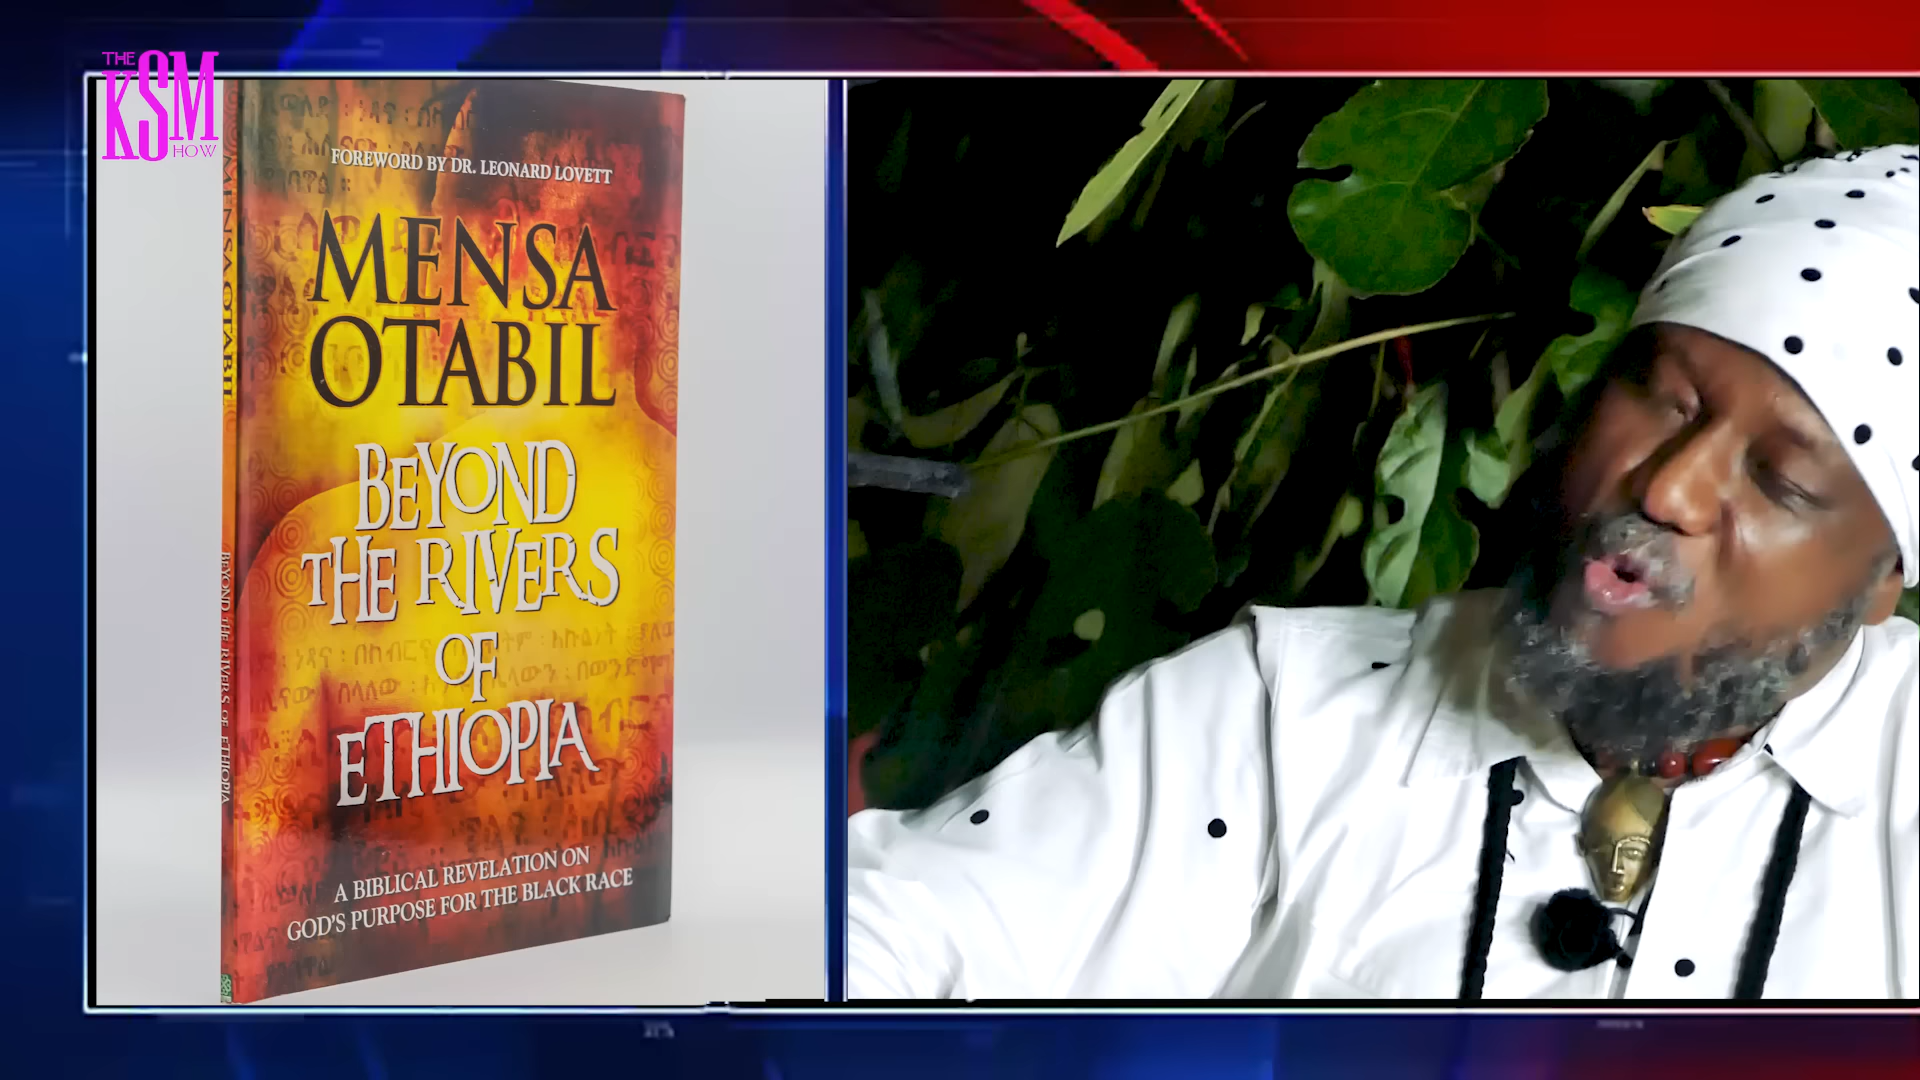 THE
KSM
SHOW
FOREWORD BY DR. LEONARD LOVETT
MENSA
OTABIL
BEYOND
THE RIVERS
OF
ETHIOPIA
A BIBLICAL REVELATION ON
GOD'S PURPOSE FOR THE BLACK RACE
MENSA OTABIL
BEYOND THE RIVERS OF ETHIOPIA